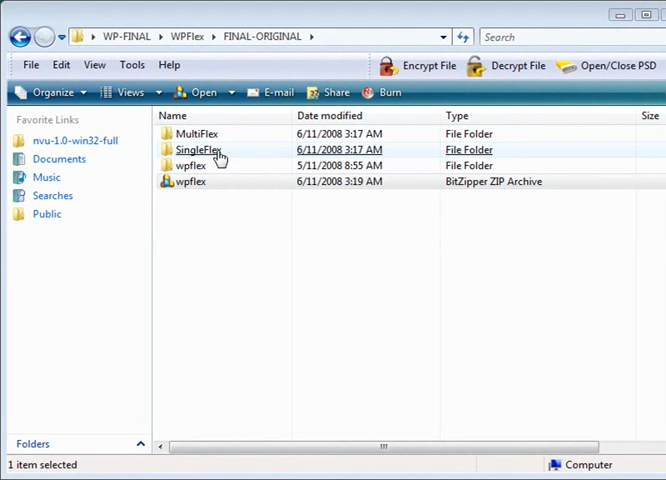 WP-FINAL WPFlex FINAL-ORIGINAL Search
File Edit View Tools Help Encrypt File Decrypt File Open/Close PSD
Organize Views Open E-mail Share Burn
Favorite Links
nvu-1.0-win32-full
Documents
Music
Searches
Public
Folders
Name Date modified Type Size
MultiFlex 6/11/2008 3:17 AM File Folder
SingleFlex 6/11/2008 3:17 AM File Folder
wpflex 5/11/2008 8:55 AM File Folder
wpflex 6/11/2008 3:19 AM BitZipper ZIP Archive
1 item selected Computer